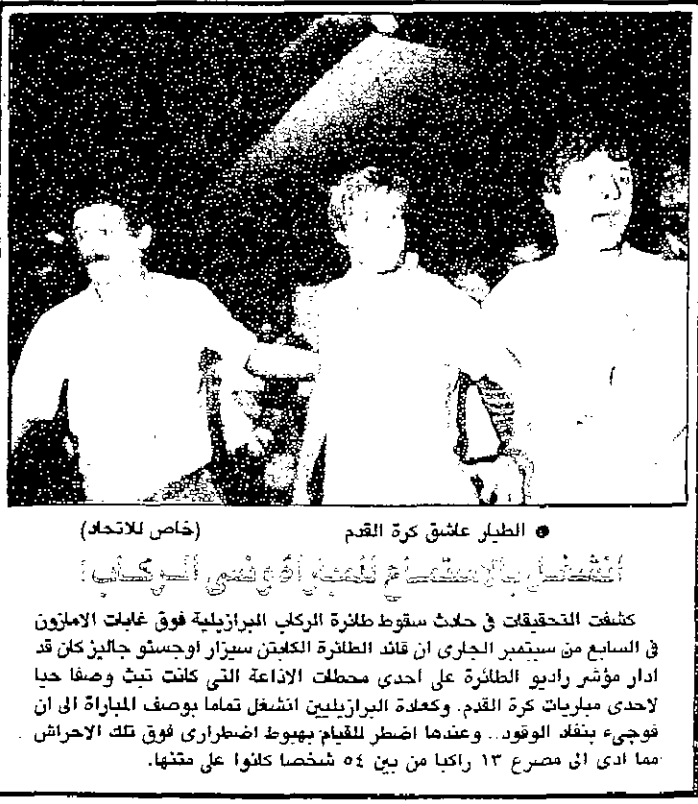 ● الطيار عاشق كرة القدم (خاص للاتحاد)
انشغل بالاستماع للمباراة ونسي الركاب!
كشفت التحقيقات في حادث سقوط طائرة الركاب البرازيلية فوق غابات الامازون
في السابع من سبتمبر الجاري ان قائد الطائرة الكابتن سيزار اوجستو جاليز كان قد
ادار مؤشر راديو الطائرة على احدى محطات الاذاعة التي كانت تبث وصفا حيا
لاحدى مباريات كرة القدم. وكعادة البرازيليين انشغل تماما بوصف المباراة الى ان
فوجيء بنفاد الوقود.. وعندها اضطر للقيام بهبوط اضطراري فوق تلك الاحراش
مما ادى الى مصرع ١٣ راكبا من بين ٥٤ شخصا كانوا على متنها.